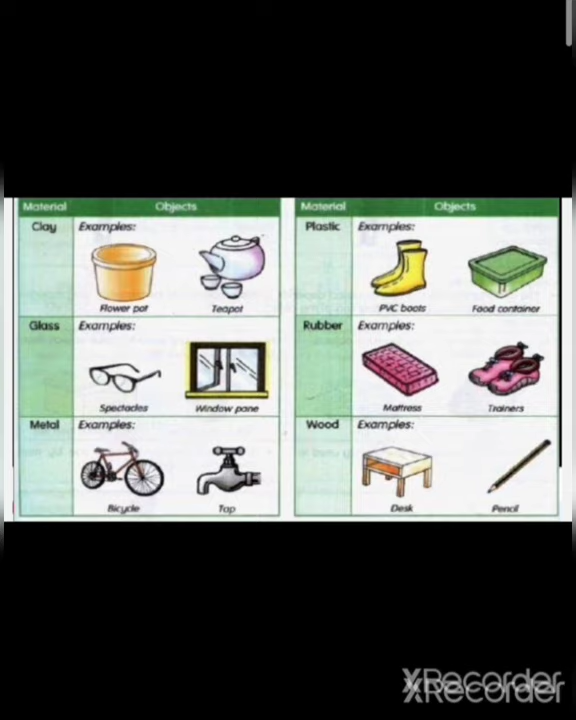 Material Objects
Clay Examples:
Flower pot Teapot
Glass Examples:
Spectacles Window pane
Metal Examples:
Bicycle Tap
Material Objects
Plastic Examples:
PVC boots Food container
Rubber Examples:
Mattress Trainers
Wood Examples:
Desk Pencil
XRecorder
XRecorder